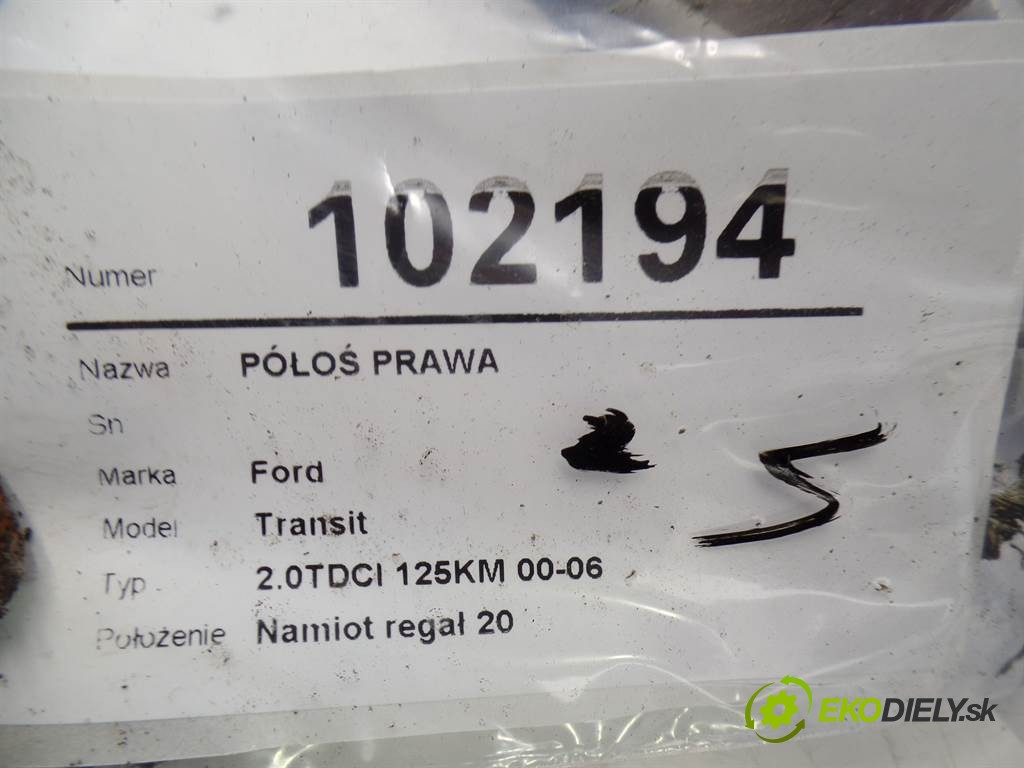 Numer 102194
Nazwa PÓŁOŚ PRAWA
Sn
Marka Ford
Model Transit
Typ 2.0TDCI 125KM 00-06
Położenie Namiot regał 20
5
EKODIELY.sk